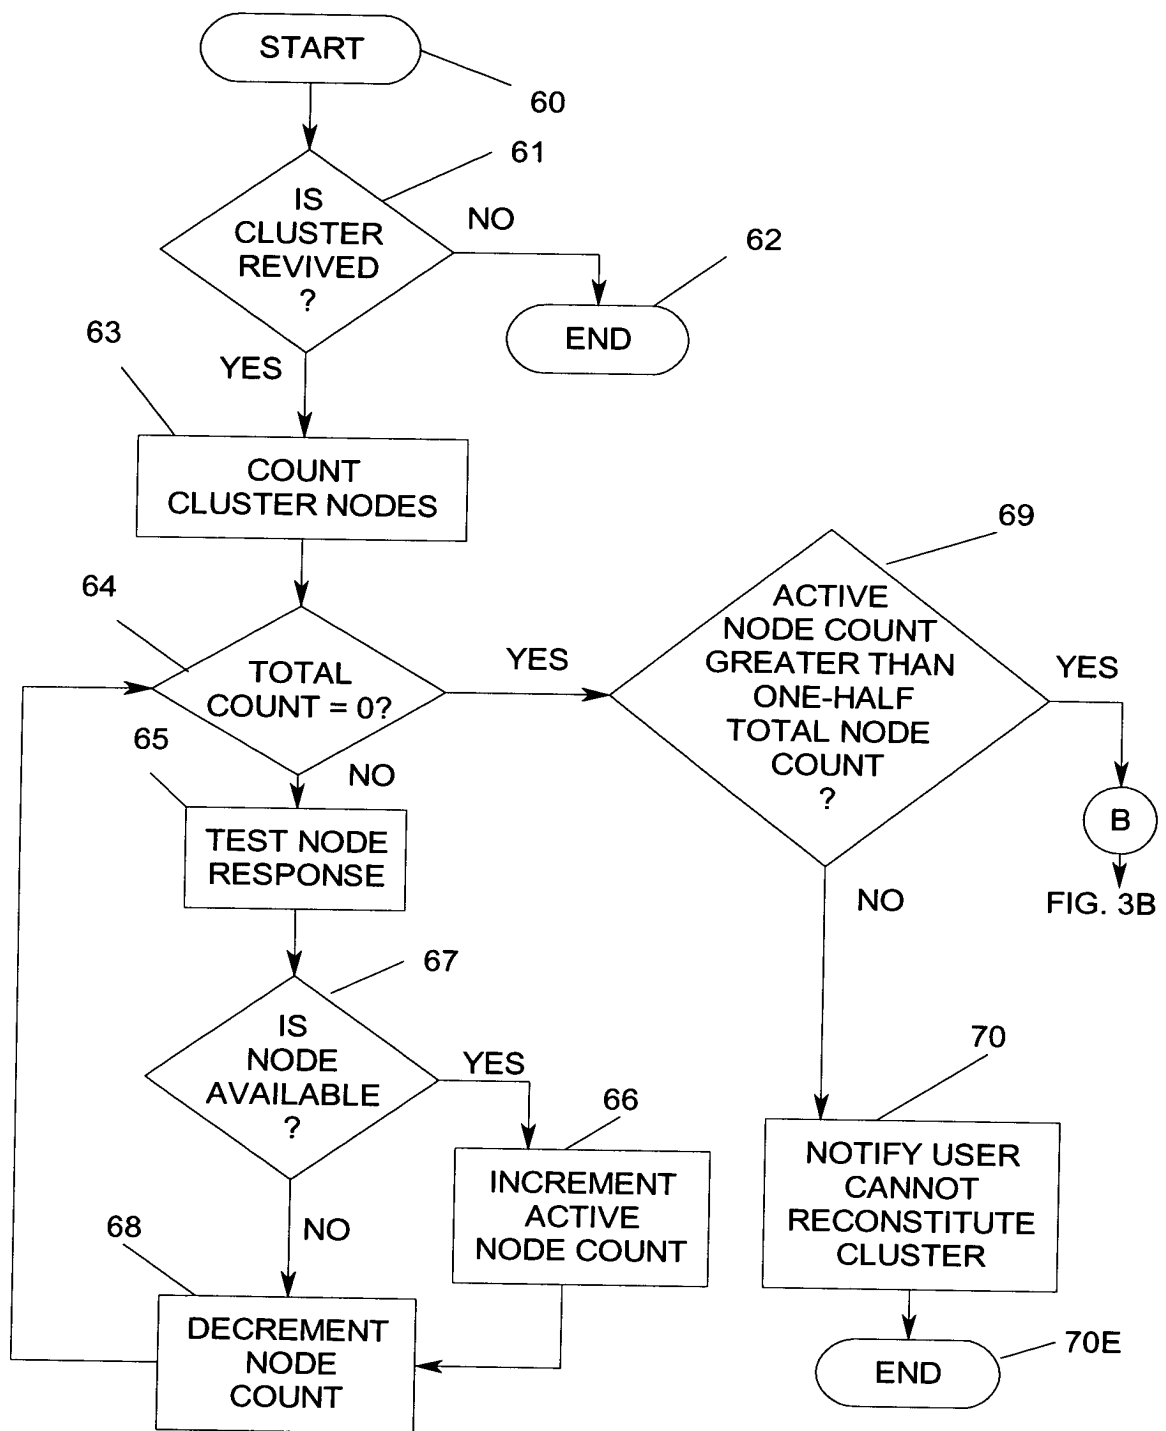 START
60
61
IS
CLUSTER
REVIVED
?
NO
62
END
YES
63
COUNT
CLUSTER NODES
64
TOTAL
COUNT = 0?
YES
69
ACTIVE
NODE COUNT
GREATER THAN
ONE-HALF
TOTAL NODE
COUNT
?
YES
B
FIG. 3B
NO
65
NO
TEST NODE
RESPONSE
67
IS
NODE
AVAILABLE
?
YES
66
INCREMENT
ACTIVE
NODE COUNT
NO
68
DECREMENT
NODE
COUNT
70
NOTIFY USER
CANNOT
RECONSTITUTE
CLUSTER
END
70E